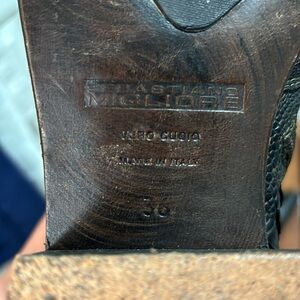 SEBASTIANO
MIGLIORE
VERO CUOIO
MADE IN ITALY
36